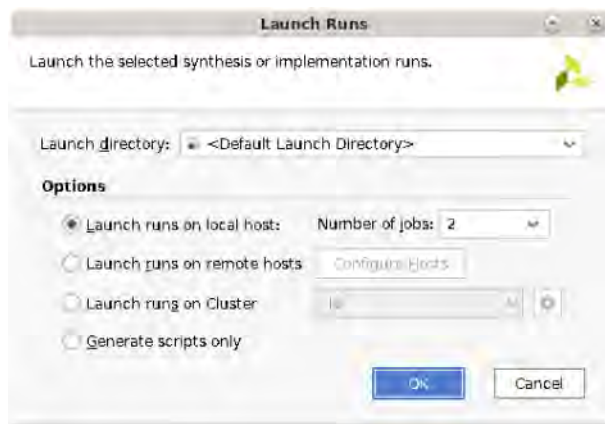 Launch Runs
Launch the selected synthesis or implementation runs.
Launch directory: <Default Launch Directory>
Options
Launch runs on local host: Number of jobs: 2
Launch runs on remote hosts Configure Hosts
Launch runs on Cluster
Generate scripts only
OK Cancel